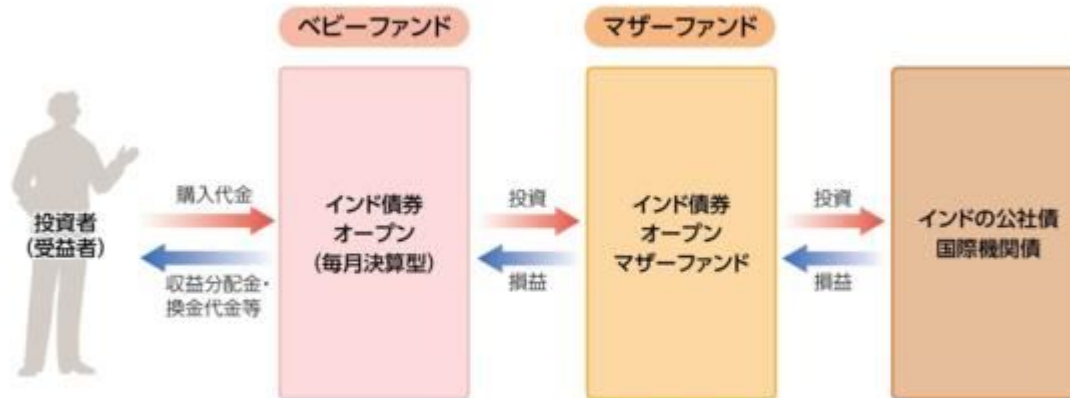 ベビーファンド
マザーファンド
投資者
(受益者)
購入代金
収益分配金・
換金代金等
インド債券
オープン
(毎月決算型)
投資
損益
インド債券
オープン
マザーファンド
投資
損益
インドの公社債
国際機関債